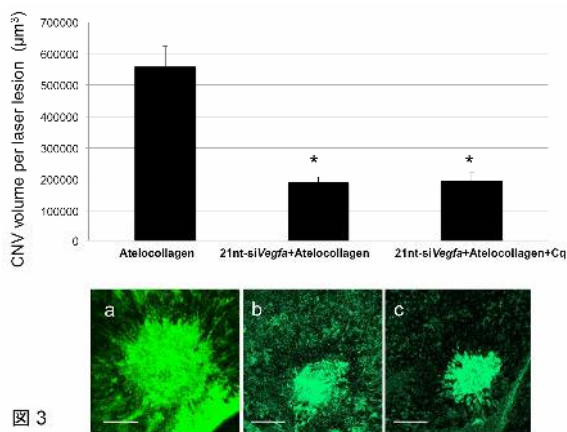 CNV volume per laser lesion (µm³)
700000
600000
500000
400000
300000
200000
100000
0
*
*
Atelocollagen
21nt-siVegfa+Atelocollagen
21nt-siVegfa+Atelocollagen+Cq
a
b
c
図 3